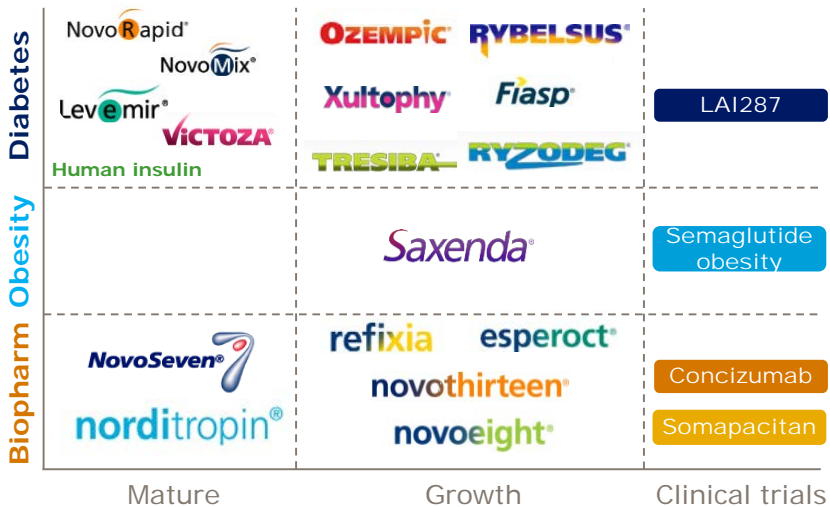 Diabetes
NovoRapid®
NovoMix®
Levemir®
VICTOZA®
Human insulin
OZEMPIC® RYBELSUS®
Xultophy® Fiasp®
TRESIBA® RYZODEG®
LAI287
Obesity
Saxenda®
Semaglutide
obesity
Biopharm
NovoSeven®
norditropin®
refixia esperoct®
novothirteen®
novoeight®
Concizumab
Somapacitan
Mature Growth Clinical trials